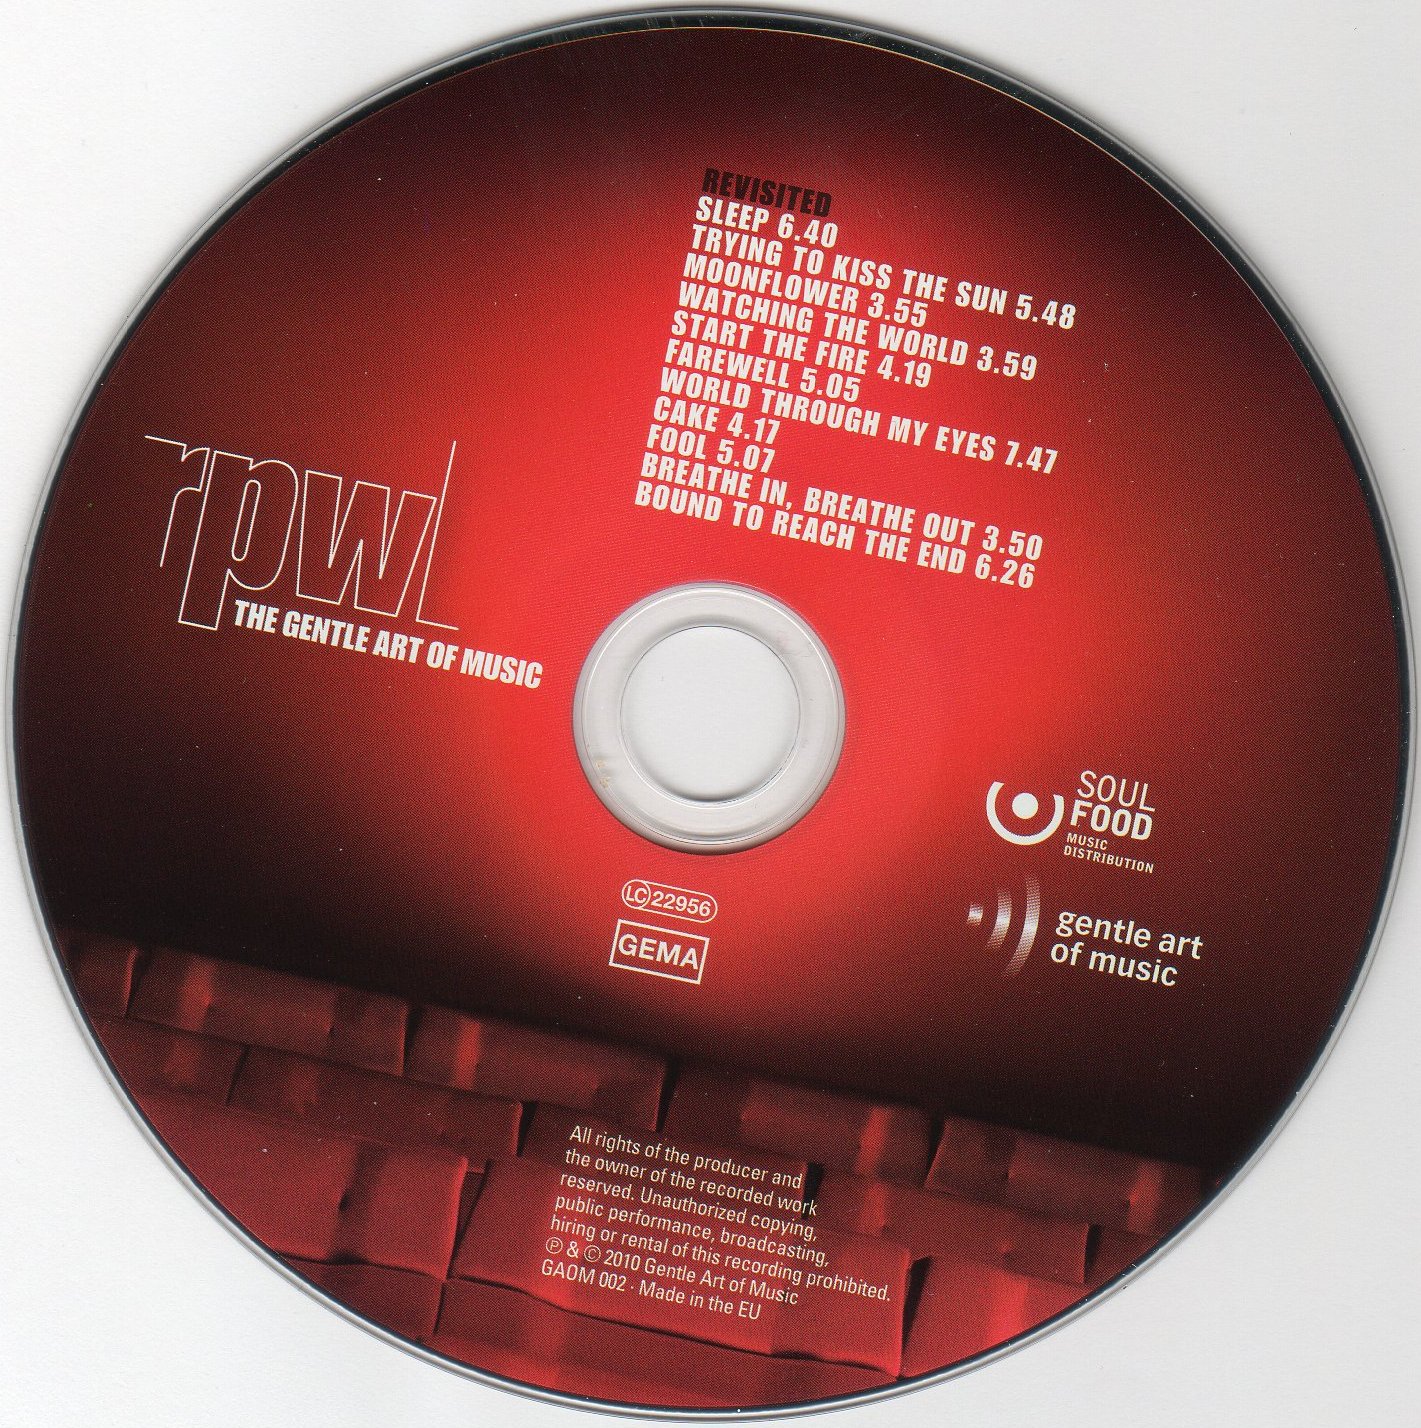 REVISITED
SLEEP 6.40
TRYING TO KISS THE SUN 5.48
MOONFLOWER 3.55
WATCHING THE WORLD 3.59
START THE FIRE 4.19
FAREWELL 5.05
WORLD THROUGH MY EYES 7.47
CAKE 4.17
FOOL 5.07
BREATHE IN, BREATHE OUT 3.50
BOUND TO REACH THE END 6.26
rpwl
THE GENTLE ART OF MUSIC
SOUL
FOOD
MUSIC
DISTRIBUTION
LC 22956
GEMA
gentle art
of music
All rights of the producer and
the owner of the recorded work
reserved. Unauthorized copying,
public performance, broadcasting,
hiring or rental of this recording prohibited.
℗ & © 2010 Gentle Art of Music
GAOM 002 · Made in the EU